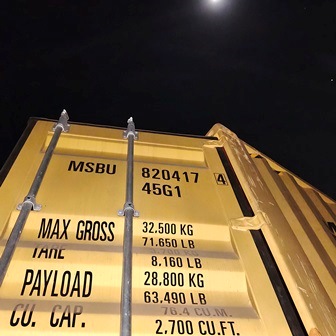 MSBU 820417 4
45G1
MAX GROSS 32.500 KG
71.650 LB
TARE
8.160 LB
PAYLOAD 28.800 KG
63.490 LB
CU. CAP. 76.4 CU.M.
2.700 CU.FT.